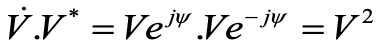 V̇.V* = Ve^{jψ}.Ve^{-jψ} = V²